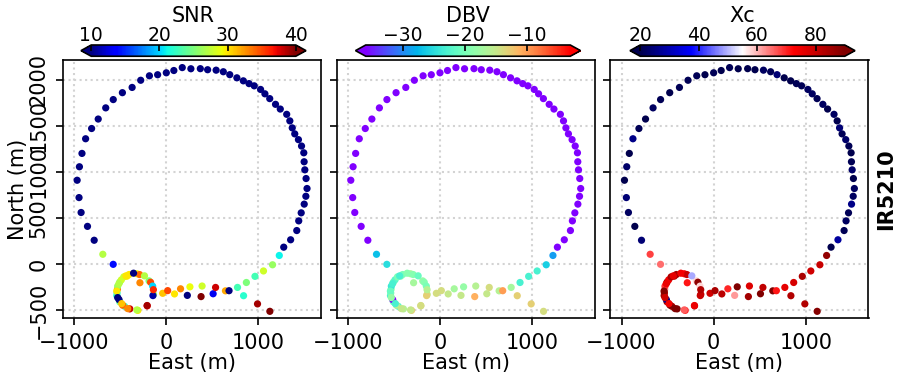 SNR DBV Xc
10 20 30 40 −30 −20 −10 20 40 60 80
North (m)
2000
1500
1000
500
0
−500
IR5210
−1000 0 1000 −1000 0 1000 −1000 0 1000
East (m) East (m) East (m)